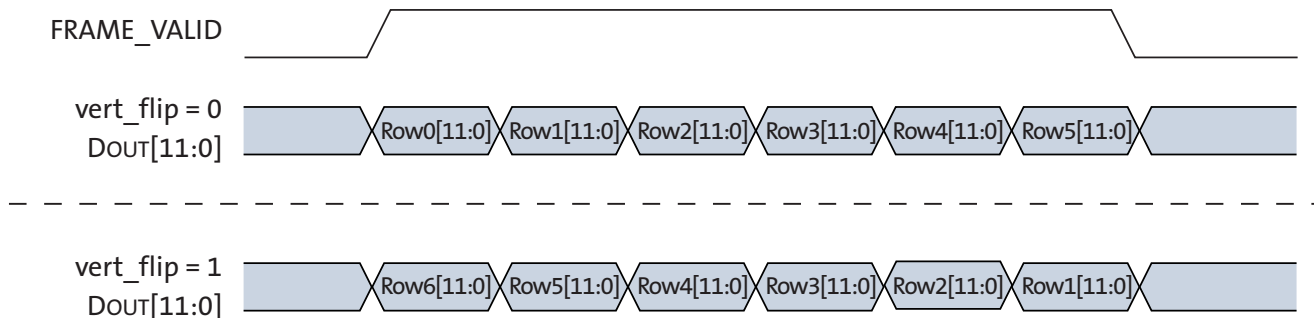 FRAME_VALID
vert_flip = 0
DOUT[11:0]
Row0[11:0] Row1[11:0] Row2[11:0] Row3[11:0] Row4[11:0] Row5[11:0]
vert_flip = 1
DOUT[11:0]
Row6[11:0] Row5[11:0] Row4[11:0] Row3[11:0] Row2[11:0] Row1[11:0]